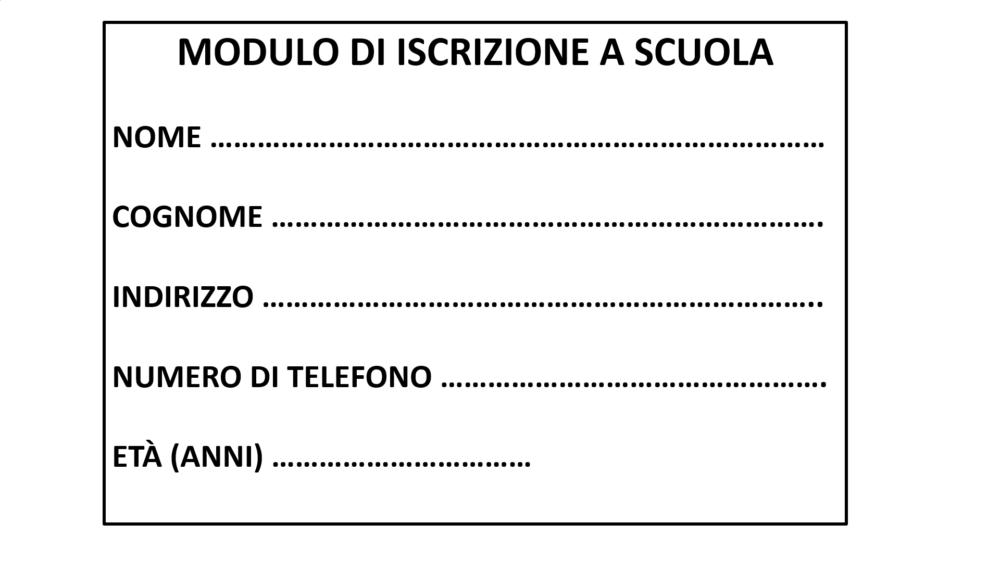 MODULO DI ISCRIZIONE A SCUOLA
NOME …………………………………………………………………………
COGNOME ………………………………………………………………….
INDIRIZZO …………………………………………………………………..
NUMERO DI TELEFONO …………………………………………….
ETÀ (ANNI) ………………………………